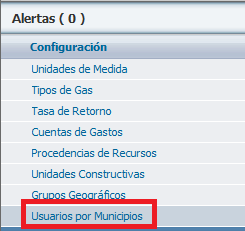 Alertas ( 0 )
Configuración
Unidades de Medida
Tipos de Gas
Tasa de Retorno
Cuentas de Gastos
Procedencias de Recursos
Unidades Constructivas
Grupos Geográficos
Usuarios por Municipios